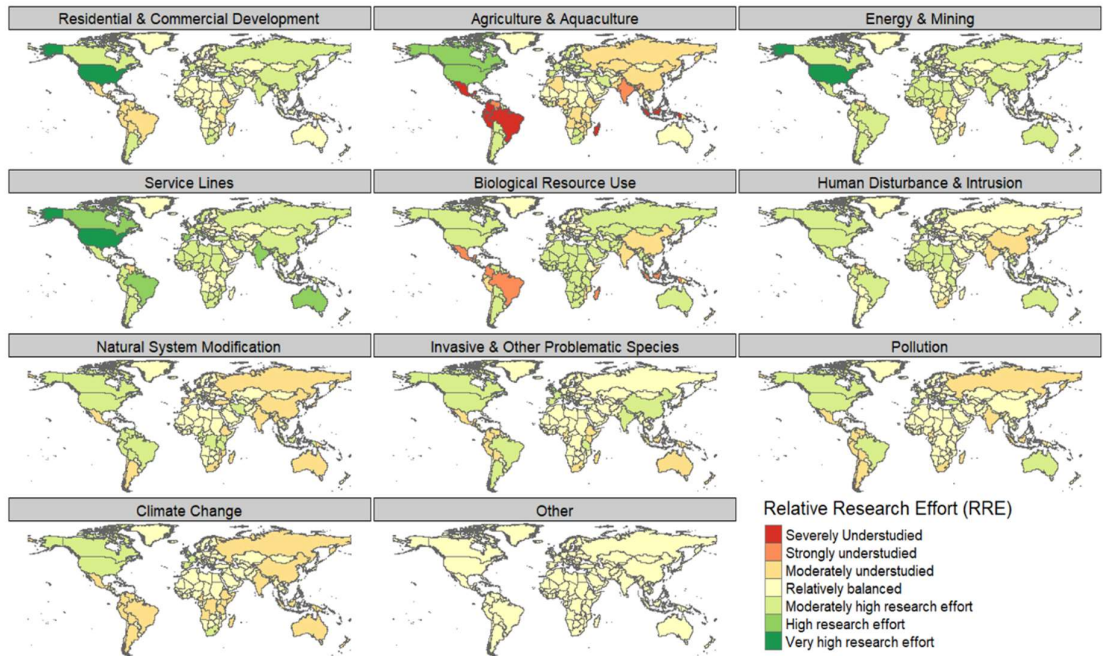 Residential & Commercial Development
Agriculture & Aquaculture
Energy & Mining
Service Lines
Biological Resource Use
Human Disturbance & Intrusion
Natural System Modification
Invasive & Other Problematic Species
Pollution
Climate Change
Other
Relative Research Effort (RRE)
Severely Understudied
Strongly understudied
Moderately understudied
Relatively balanced
Moderately high research effort
High research effort
Very high research effort